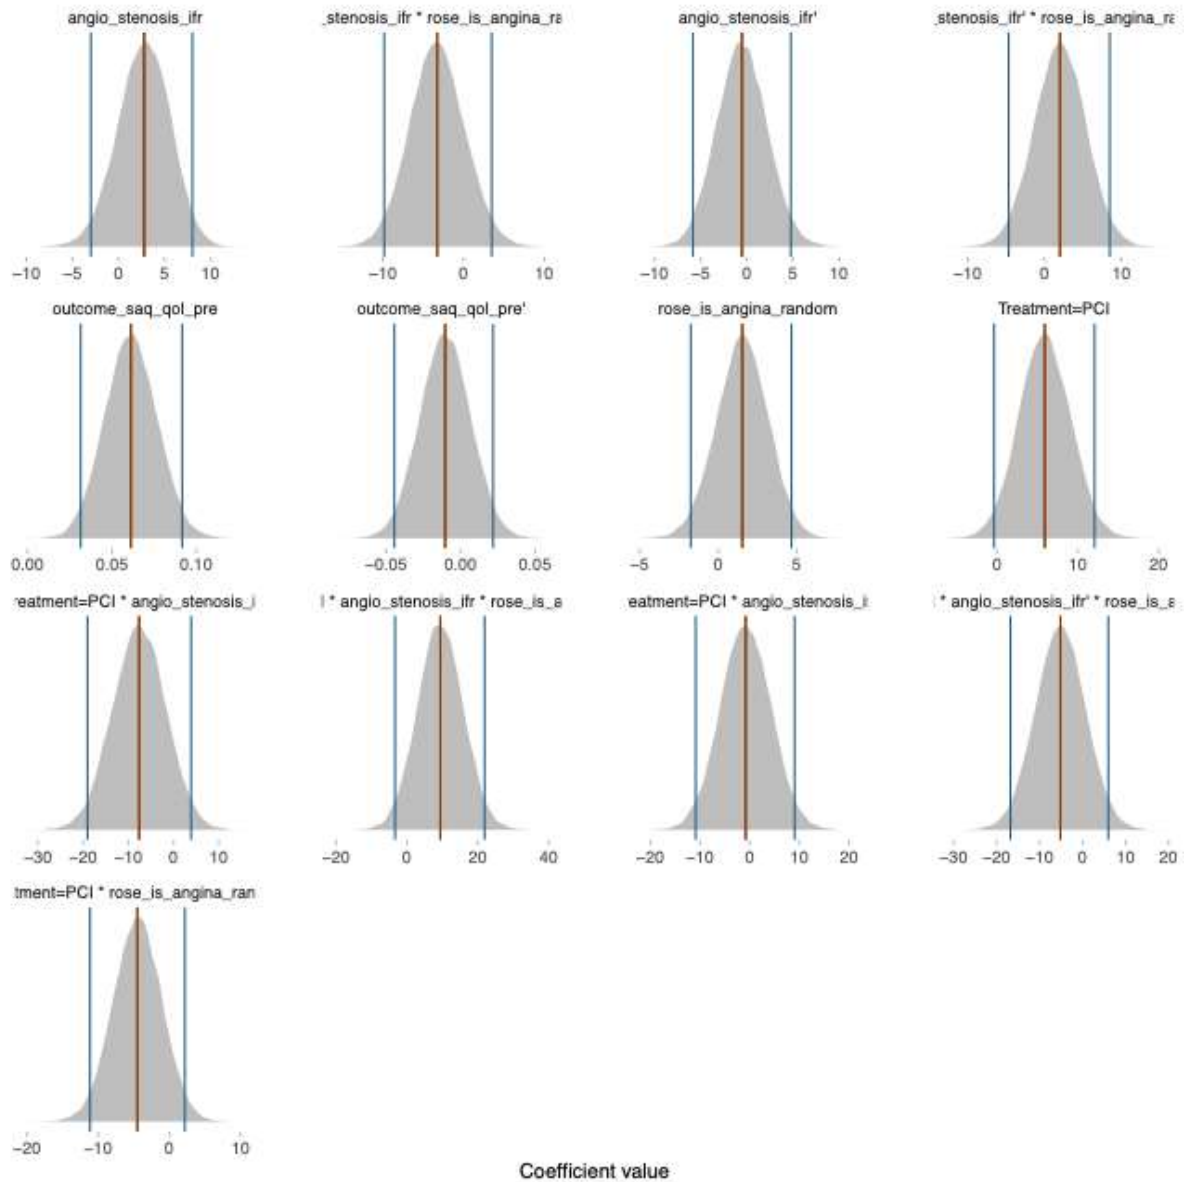 angio_stenosis_ifr _stenosis_ifr * rose_is_angina_ra angio_stenosis_ifr' _stenosis_ifr' * rose_is_angina_ra
−10 −5 0 5 10 −10 0 10 −10 −5 0 5 10 −10 0 10
outcome_saq_qol_pre outcome_saq_qol_pre' rose_is_angina_random Treatment=PCI
0.00 0.05 0.10 −0.05 0.00 0.05 −5 0 5 0 10 20
reatment=PCI * angio_stenosis_i I * angio_stenosis_ifr * rose_is_a eatment=PCI * angio_stenosis_i * angio_stenosis_ifr' * rose_is_a
−30 −20 −10 0 10 −20 0 20 40 −20 −10 0 10 20 −30 −20 −10 0 10 20
tment=PCI * rose_is_angina_ran
−20 −10 0 10
Coefficient value